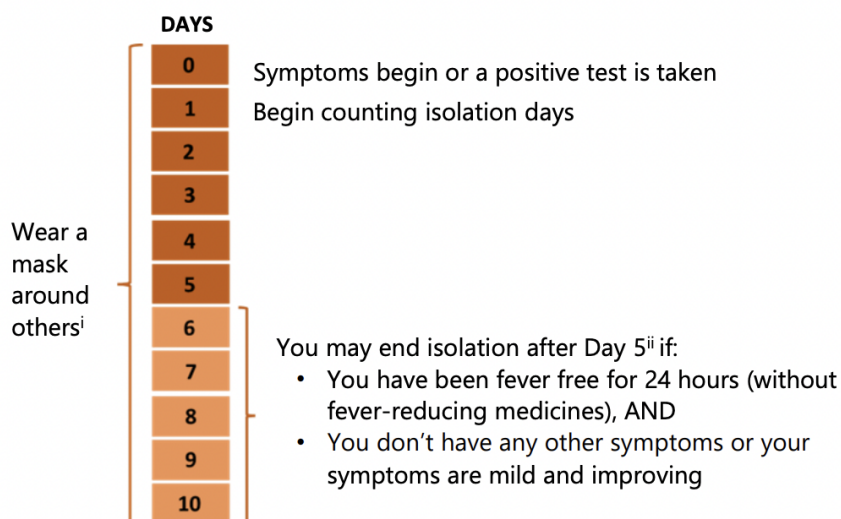 DAYS
0
Symptoms begin or a positive test is taken
1
Begin counting isolation days
2
3
4
5
6
7
8
9
10
Wear a
mask
around
othersⁱ
You may end isolation after Day 5ⁱⁱ if:
• You have been fever free for 24 hours (without
fever-reducing medicines), AND
• You don’t have any other symptoms or your
symptoms are mild and improving